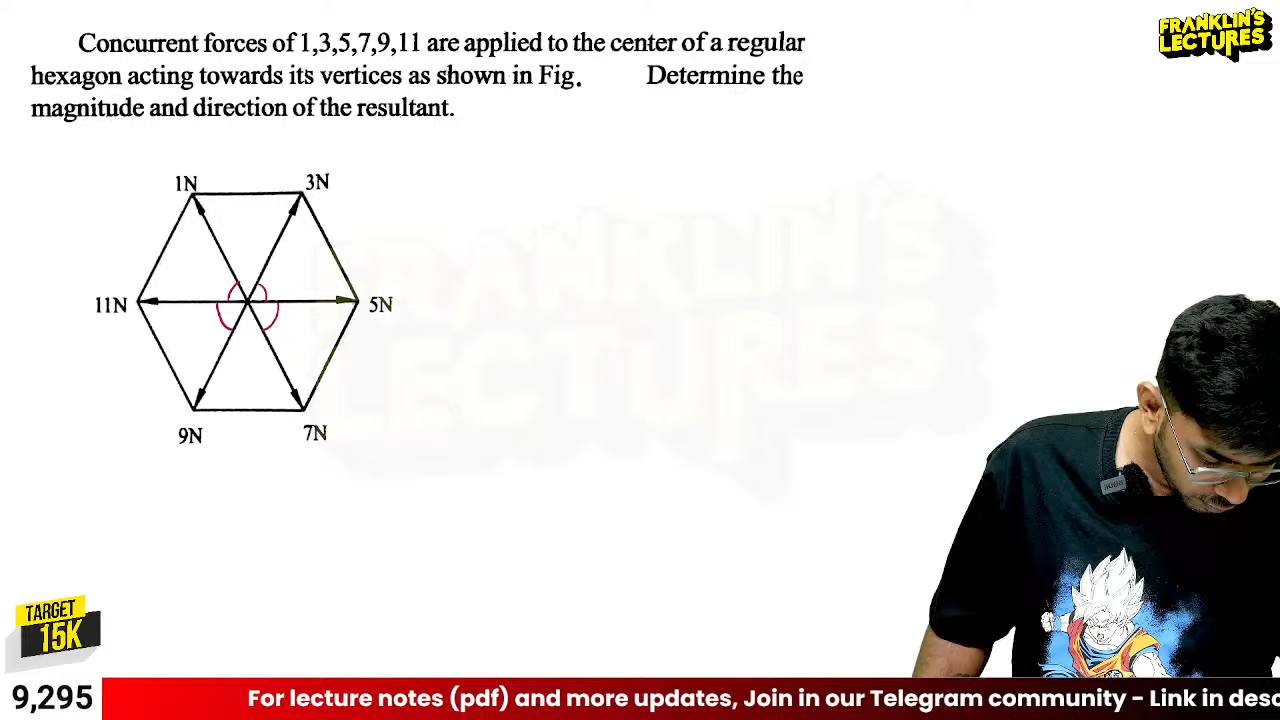 FRANKLIN'S
LECTURES
Concurrent forces of 1,3,5,7,9,11 are applied to the center of a regular
hexagon acting towards its vertices as shown in Fig. Determine the
magnitude and direction of the resultant.
1N
3N
11N
5N
9N
7N
FRANKLIN'S
LECTURES
TARGET
15K
9,295
For lecture notes (pdf) and more updates, Join in our Telegram community - Link in desc